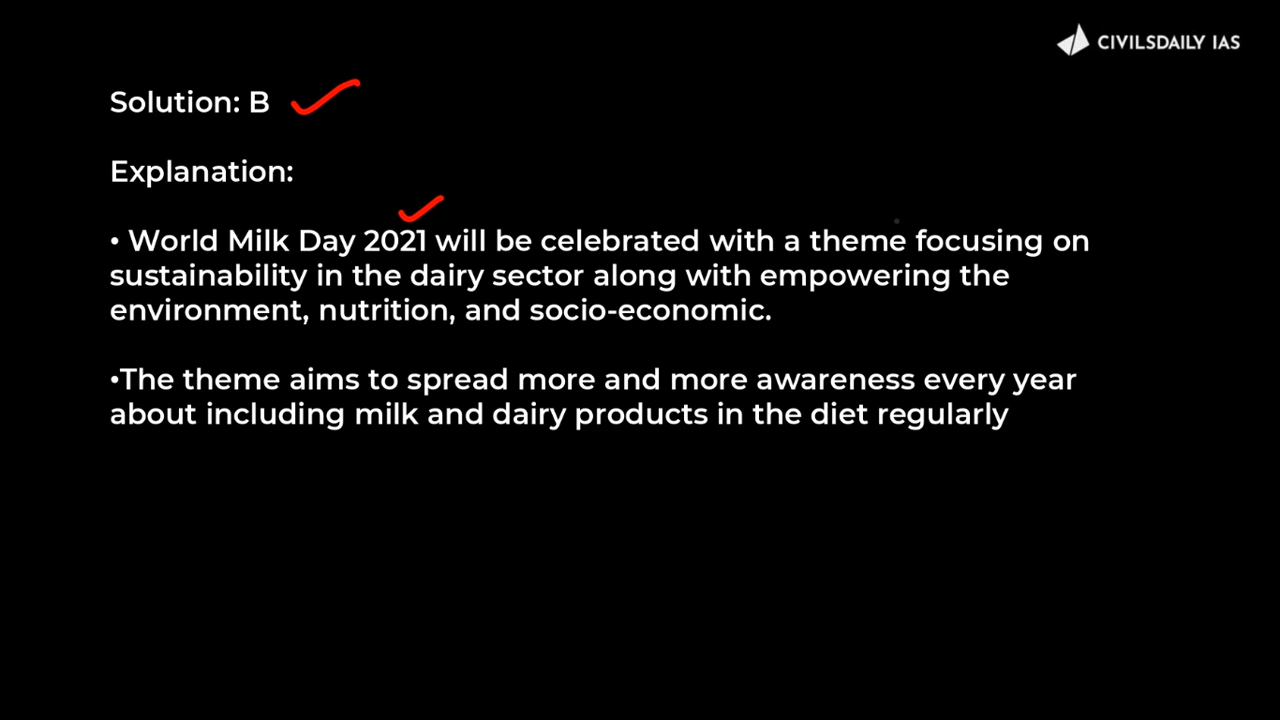 CIVILSDAILY IAS
Solution: B
Explanation:
• World Milk Day 2021 will be celebrated with a theme focusing on
sustainability in the dairy sector along with empowering the
environment, nutrition, and socio-economic.
•The theme aims to spread more and more awareness every year
about including milk and dairy products in the diet regularly